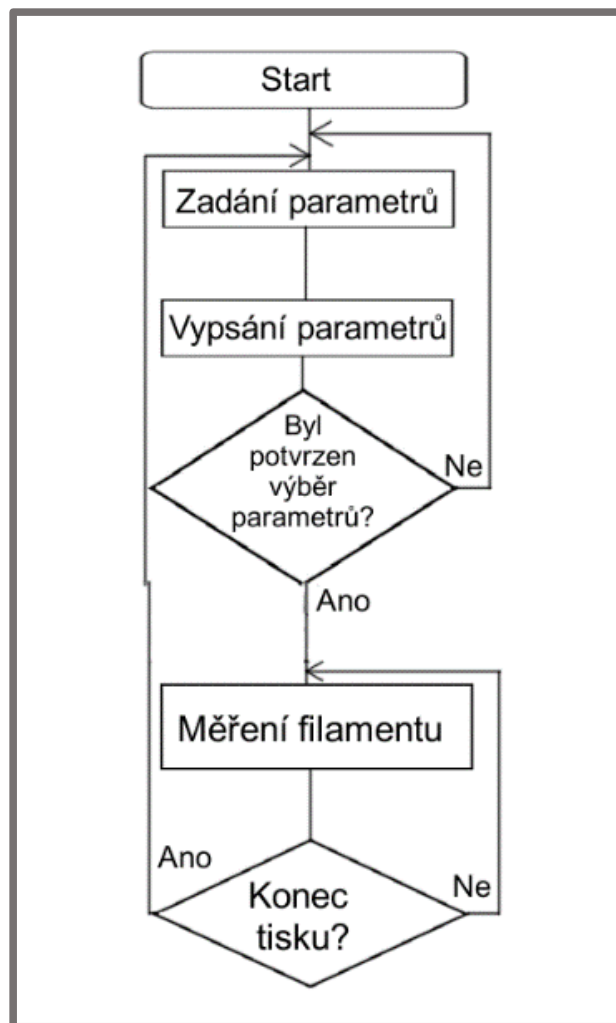 Start
Zadání parametrů
Vypsání parametrů
Byl
potvrzen
výběr
parametrů?
Ne
Ano
Měření filamentu
Ano
Ne
Konec
tisku?